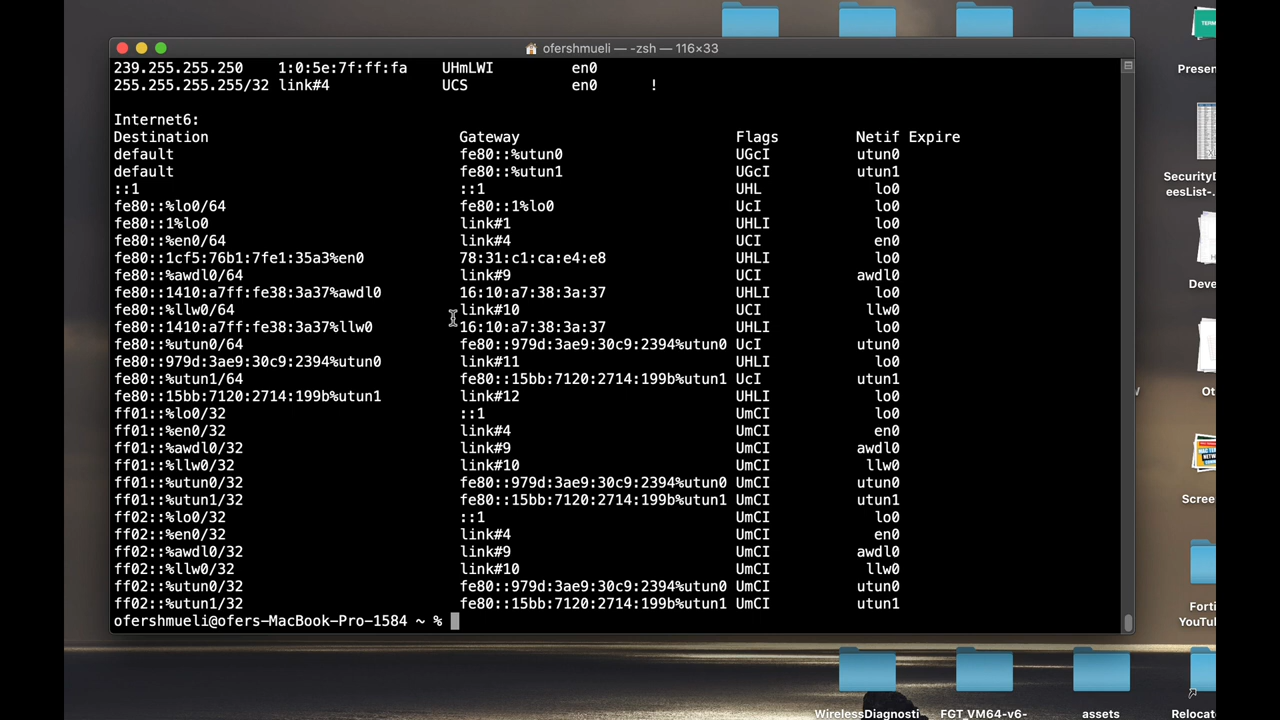 ofershmueli — -zsh — 116×33
239.255.255.250 1:0:5e:7f:ff:fa UHmLWI en0
255.255.255.255/32 link#4 UCS en0 !
Internet6:
Destination Gateway Flags Netif Expire
default fe80::%utun0 UGcI utun0
default fe80::%utun1 UGcI utun1
::1 ::1 UHL lo0
fe80::%lo0/64 fe80::1%lo0 UcI lo0
fe80::1%lo0 link#1 UHLI lo0
fe80::%en0/64 link#4 UCI en0
fe80::1cf5:76b1:7fe1:35a3%en0 78:31:c1:ca:e4:e8 UHLI lo0
fe80::%awdl0/64 link#9 UCI awdl0
fe80::1410:a7ff:fe38:3a37%awdl0 16:10:a7:38:3a:37 UHLI lo0
fe80::%llw0/64 link#10 UCI llw0
fe80::1410:a7ff:fe38:3a37%llw0 16:10:a7:38:3a:37 UHLI lo0
fe80::%utun0/64 fe80::979d:3ae9:30c9:2394%utun0 UcI utun0
fe80::979d:3ae9:30c9:2394%utun0 link#11 UHLI lo0
fe80::%utun1/64 fe80::15bb:7120:2714:199b%utun1 UcI utun1
fe80::15bb:7120:2714:199b%utun1 link#12 UHLI lo0
ff01::%lo0/32 ::1 UmCI lo0
ff01::%en0/32 link#4 UmCI en0
ff01::%awdl0/32 link#9 UmCI awdl0
ff01::%llw0/32 link#10 UmCI llw0
ff01::%utun0/32 fe80::979d:3ae9:30c9:2394%utun0 UmCI utun0
ff01::%utun1/32 fe80::15bb:7120:2714:199b%utun1 UmCI utun1
ff02::%lo0/32 ::1 UmCI lo0
ff02::%en0/32 link#4 UmCI en0
ff02::%awdl0/32 link#9 UmCI awdl0
ff02::%llw0/32 link#10 UmCI llw0
ff02::%utun0/32 fe80::979d:3ae9:30c9:2394%utun0 UmCI utun0
ff02::%utun1/32 fe80::15bb:7120:2714:199b%utun1 UmCI utun1
ofershmueli@ofers-MacBook-Pro-1584 ~ %
TERM
Presen
SecurityD
eesList-..
Deve
Ot
Scree
Forti
YouTu
WirelessDiagnosti
FGT_VM64-v6-
assets
Relocat